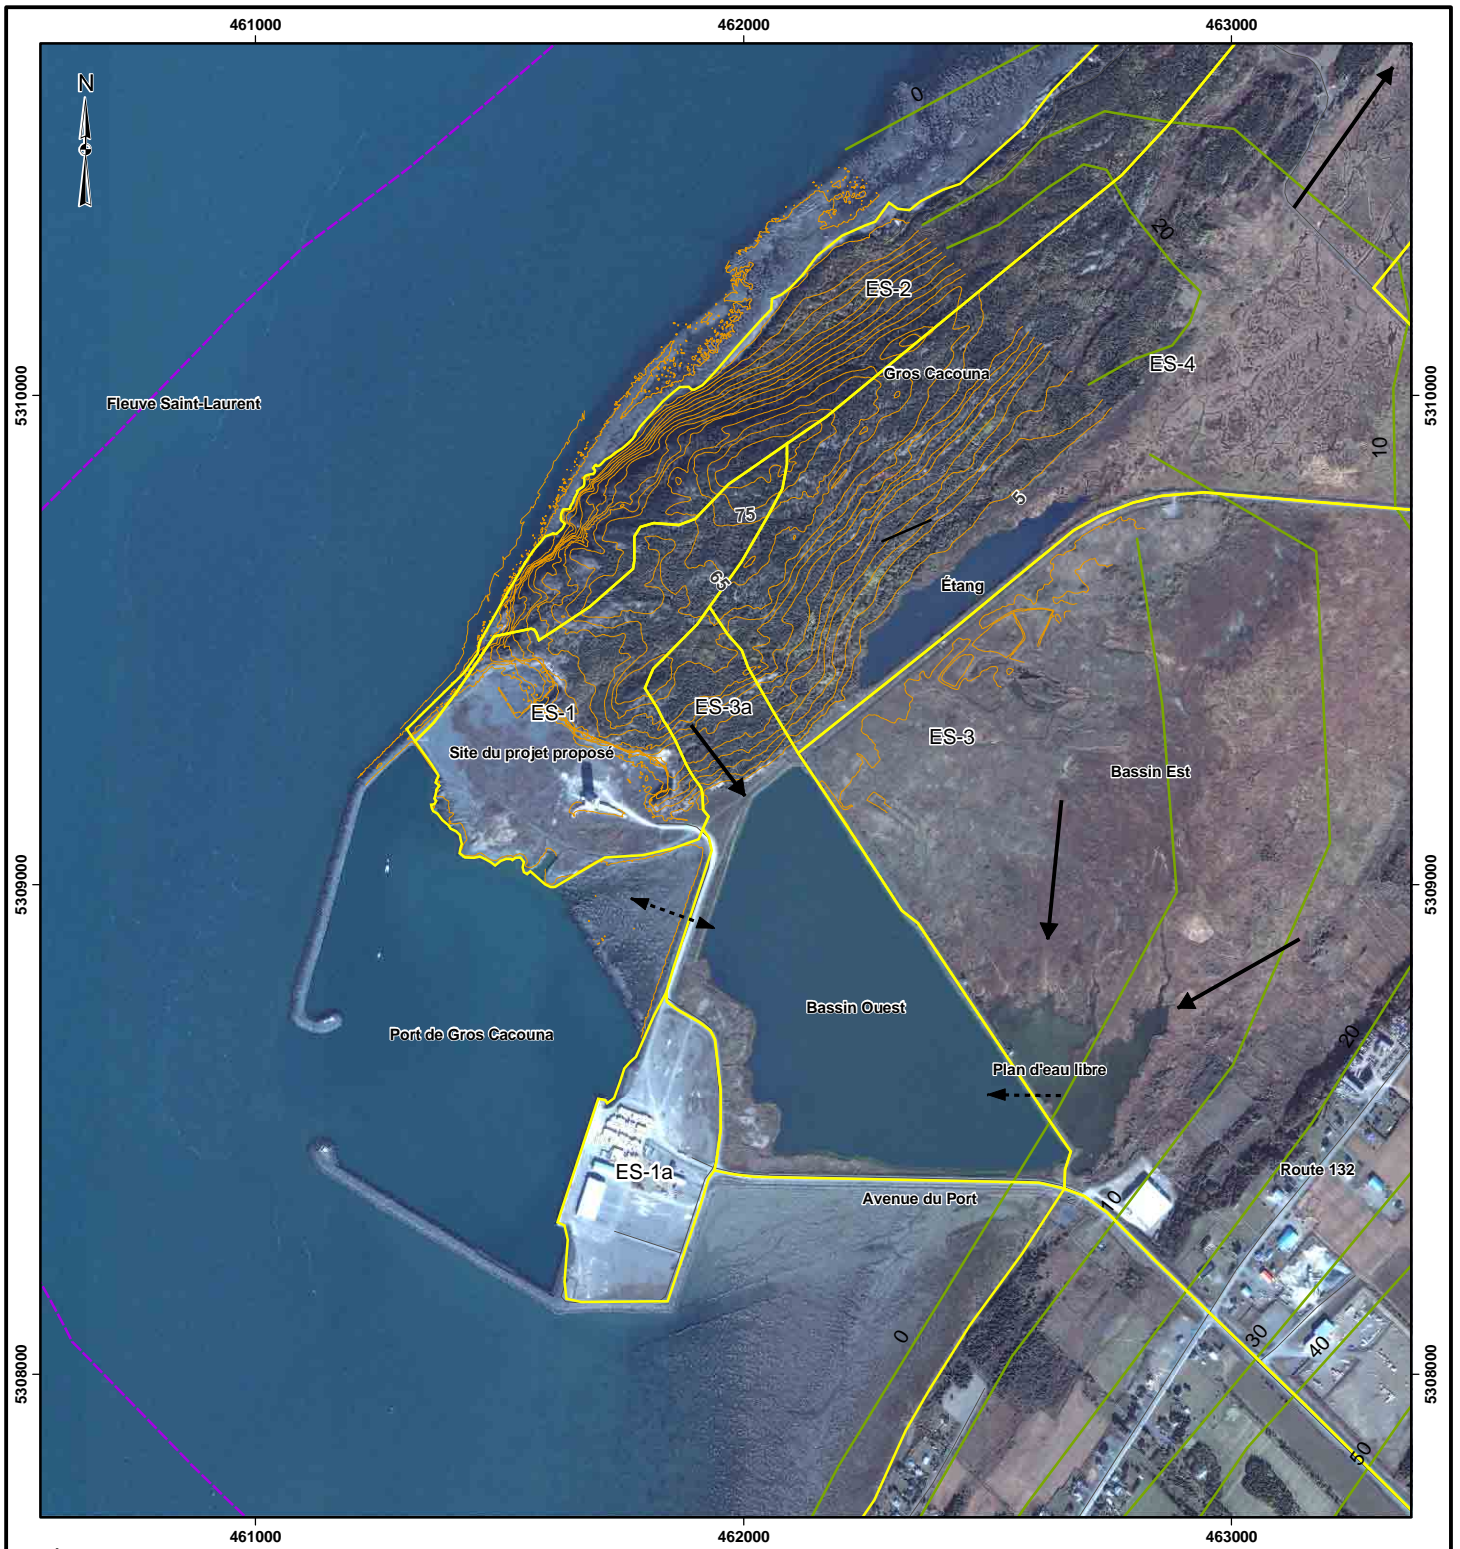 461000
462000
463000
N
0
20
ES-2
Gros Cacouna
ES-4
5310000
Fleuve Saint-Laurent
5310000
10
75
5
65
Étang
ES-1
ES-3a
ES-3
Site du projet proposé
Bassin Est
5309000
5309000
Bassin Ouest
Port de Gros Cacouna
20
Plan d'eau libre
ES-1a
Route 132
Avenue du Port
10
0
30
40
5308000
5308000
50
461000
462000
463000